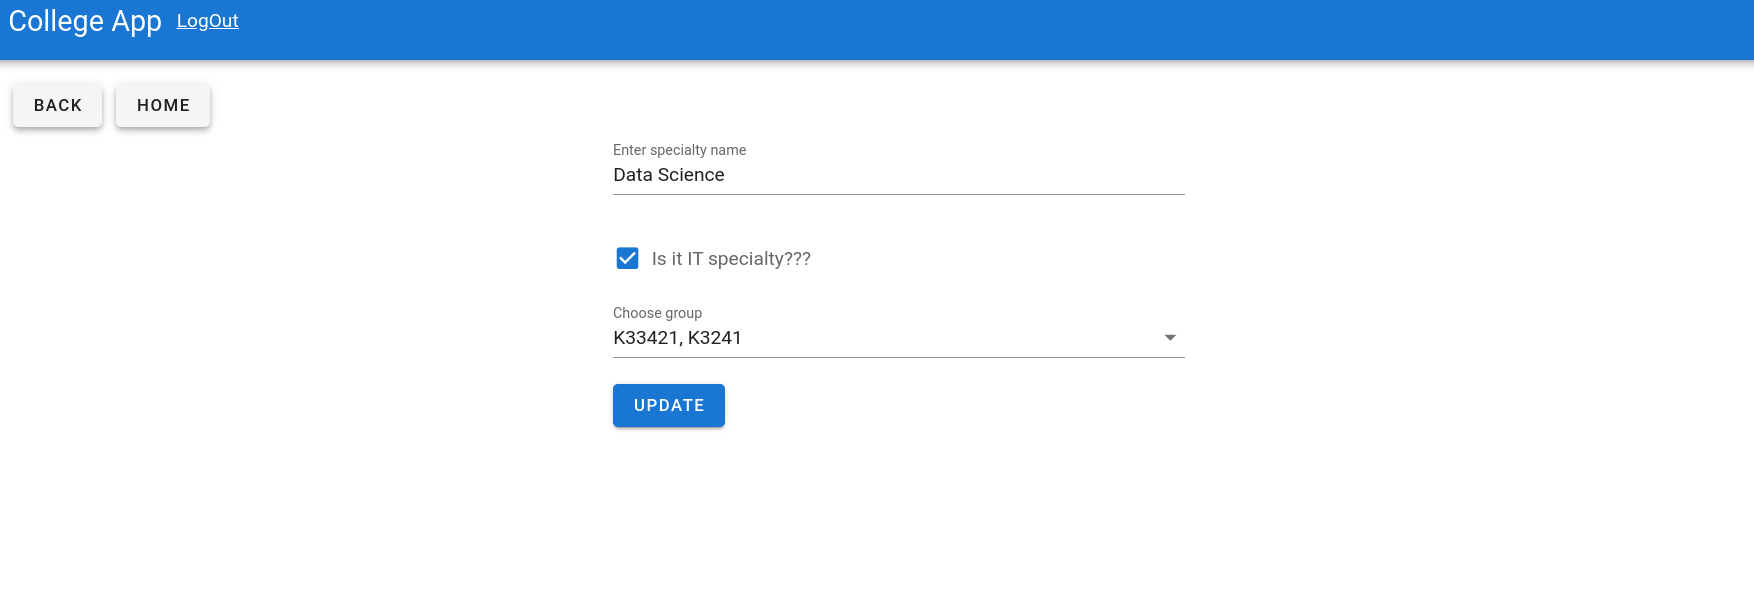 College App LogOut
BACK HOME
Enter specialty name
Data Science
Is it IT specialty???
Choose group
K33421, K3241
UPDATE